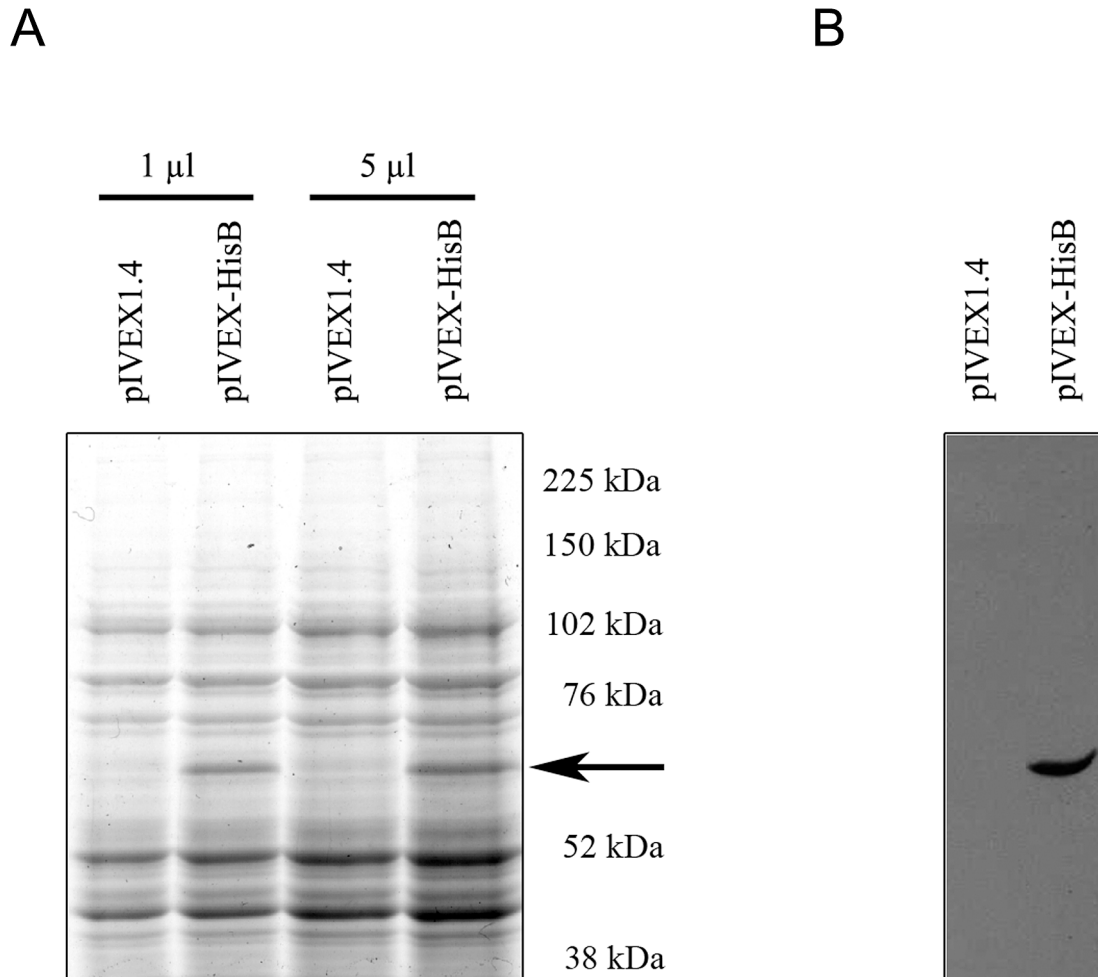 A
B
1 µl
5 µl
pIVEX1.4
pIVEX-HisB
pIVEX1.4
pIVEX-HisB
pIVEX1.4
pIVEX-HisB
225 kDa
150 kDa
102 kDa
76 kDa
52 kDa
38 kDa